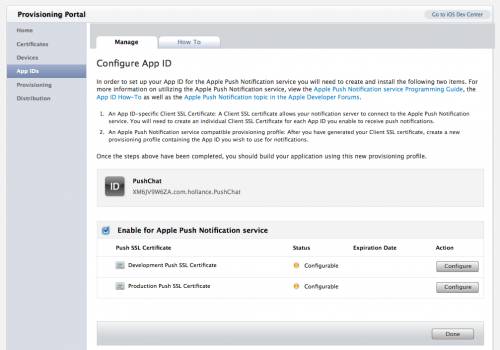 Provisioning Portal
Go to iOS Dev Center
Home
Certificates
Devices
App IDs
Provisioning
Distribution
Manage
How To
Configure App ID
In order to set up your App ID for the Apple Push Notification service you will need to create and install the following two items. For
more information on utilizing the Apple Push Notification service, view the Apple Push Notification service Programming Guide, the
App ID How-To as well as the Apple Push Notification topic in the Apple Developer Forums.
1. An App ID-specific Client SSL Certificate: A Client SSL certificate allows your notification server to connect to the Apple Push Notification
service. You will need to create an individual Client SSL Certificate for each App ID you enable to receive push notifications.
2. An Apple Push Notification service compatible provisioning profile: After you have generated your Client SSL certificate, create a new
provisioning profile containing the App ID you wish to use for notifications.
Once the steps above have been completed, you should build your application using this new provisioning profile.
ID
PushChat
XM6JV9W6ZA.com.hollance.PushChat
Enable for Apple Push Notification service
Push SSL Certificate Status Expiration Date Action
Development Push SSL Certificate Configurable Configure
Production Push SSL Certificate Configurable Configure
Done